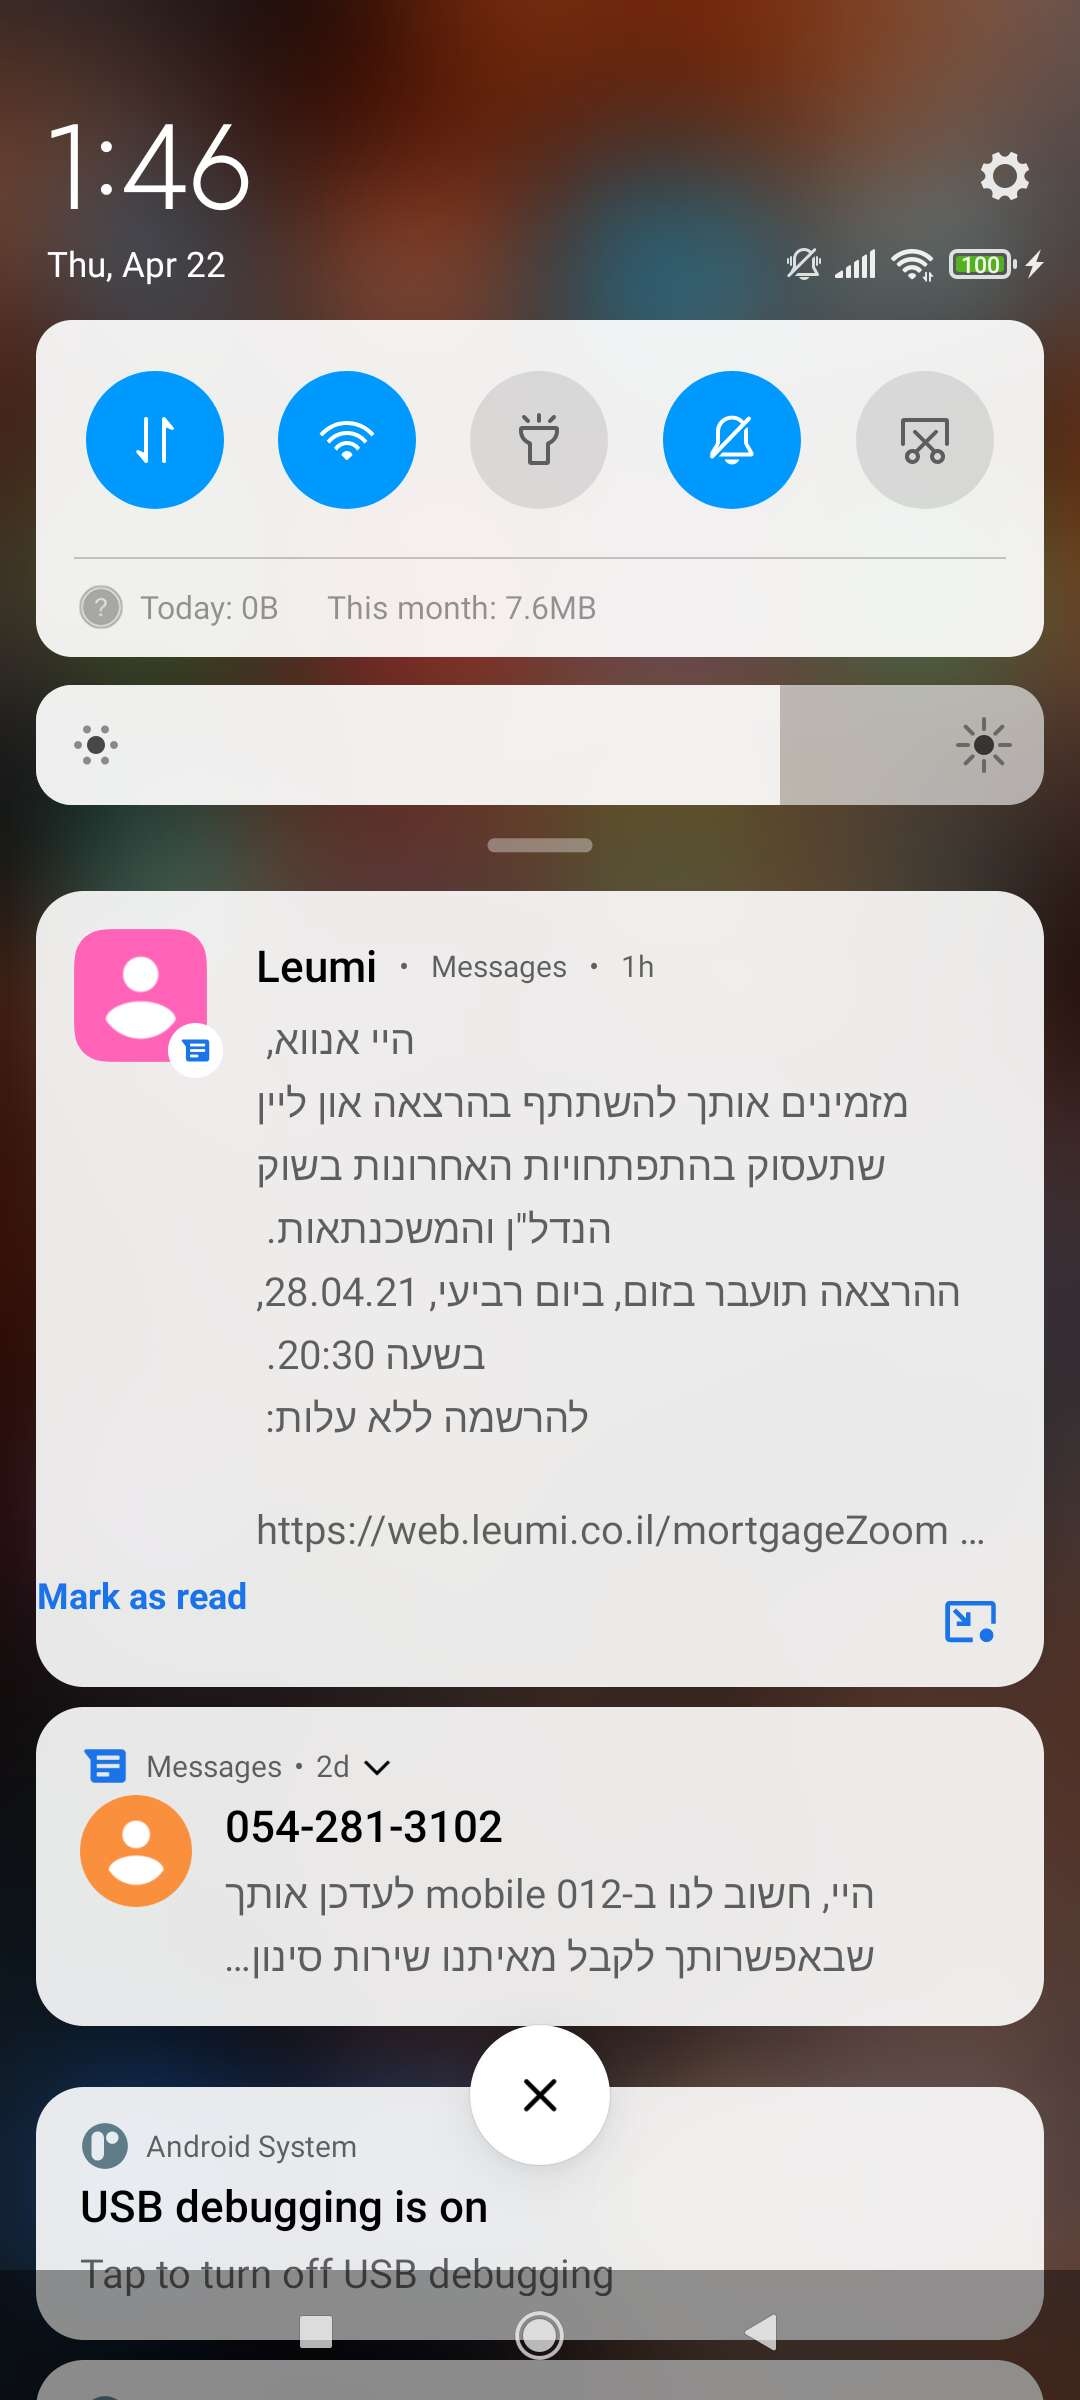 1:46
Thu, Apr 22
100
Today: 0B This month: 7.6MB
Leumi • Messages • 1h
היי אנווא,
מזמינים אותך להשתתף בהרצאה און ליין
שתעסוק בהתפתחויות האחרונות בשוק
הנדל"ן והמשכנתאות.
ההרצאה תועבר בזום, ביום רביעי, 28.04.21,
בשעה 20:30.
להרשמה ללא עלות:
https://web.leumi.co.il/mortgageZoom ...
Mark as read
Messages • 2d
054-281-3102
היי, חשוב לנו ב-012 mobile לעדכן אותך
שבאפשרותך לקבל מאיתנו שירות סינון...
Android System
USB debugging is on
Tap to turn off USB debugging